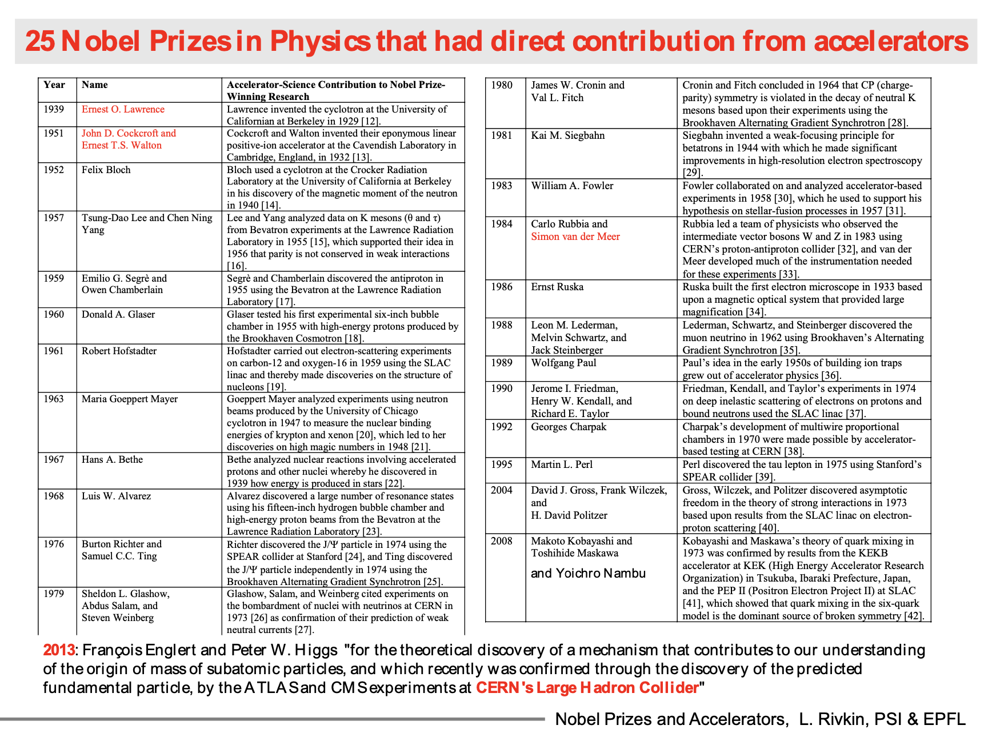 25 Nobel Prizes in Physics that had direct contribution from accelerators
Year Name Accelerator-Science Contribution to Nobel Prize-
Winning Research
1939 Ernest O. Lawrence Lawrence invented the cyclotron at the University of
Californian at Berkeley in 1929 [12].
1951 John D. Cockcroft and Cockcroft and Walton invented their eponymous linear
Ernest T.S. Walton positive-ion accelerator at the Cavendish Laboratory in
Cambridge, England, in 1932 [13].
1952 Felix Bloch Bloch used a cyclotron at the Crocker Radiation
Laboratory at the University of California at Berkeley
in his discovery of the magnetic moment of the neutron
in 1940 [14].
1957 Tsung-Dao Lee and Chen Ning Lee and Yang analyzed data on K mesons (θ and τ)
Yang from Bevatron experiments at the Lawrence Radiation
Laboratory in 1955 [15], which supported their idea in
1956 that parity is not conserved in weak interactions
[16].
1959 Emilio G. Segrè and Segrè and Chamberlain discovered the antiproton in
Owen Chamberlain 1955 using the Bevatron at the Lawrence Radiation
Laboratory [17].
1960 Donald A. Glaser Glaser tested his first experimental six-inch bubble
chamber in 1955 with high-energy protons produced by
the Brookhaven Cosmotron [18].
1961 Robert Hofstadter Hofstadter carried out electron-scattering experiments
on carbon-12 and oxygen-16 in 1959 using the SLAC
linac and thereby made discoveries on the structure of
nucleons [19].
1963 Maria Goeppert Mayer Goeppert Mayer analyzed experiments using neutron
beams produced by the University of Chicago
cyclotron in 1947 to measure the nuclear binding
energies of krypton and xenon [20], which led to her
discoveries on high magic numbers in 1948 [21].
1967 Hans A. Bethe Bethe analyzed nuclear reactions involving accelerated
protons and other nuclei whereby he discovered in
1939 how energy is produced in stars [22].
1968 Luis W. Alvarez Alvarez discovered a large number of resonance states
using his fifteen-inch hydrogen bubble chamber and
high-energy proton beams from the Bevatron at the
Lawrence Radiation Laboratory [23].
1976 Burton Richter and Richter discovered the J/Ψ particle in 1974 using the
Samuel C.C. Ting SPEAR collider at Stanford [24], and Ting discovered
the J/Ψ particle independently in 1974 using the
Brookhaven Alternating Gradient Synchrotron [25].
1979 Sheldon L. Glashow, Glashow, Salam, and Weinberg cited experiments on
Abdus Salam, and the bombardment of nuclei with neutrinos at CERN in
Steven Weinberg 1973 [26] as confirmation of their prediction of weak
neutral currents [27].
1980 James W. Cronin and Cronin and Fitch concluded in 1964 that CP (charge-
Val L. Fitch parity) symmetry is violated in the decay of neutral K
mesons based upon their experiments using the
Brookhaven Alternating Gradient Synchrotron [28].
1981 Kai M. Siegbahn Siegbahn invented a weak-focusing principle for
betatrons in 1944 with which he made significant
improvements in high-resolution electron spectroscopy
[29].
1983 William A. Fowler Fowler collaborated on and analyzed accelerator-based
experiments in 1958 [30], which he used to support his
hypothesis on stellar-fusion processes in 1957 [31].
1984 Carlo Rubbia and Rubbia led a team of physicists who observed the
Simon van der Meer intermediate vector bosons W and Z in 1983 using
CERN's proton-antiproton collider [32], and van der
Meer developed much of the instrumentation needed
for these experiments [33].
1986 Ernst Ruska Ruska built the first electron microscope in 1933 based
upon a magnetic optical system that provided large
magnification [34].
1988 Leon M. Lederman, Lederman, Schwartz, and Steinberger discovered the
Melvin Schwartz, and muon neutrino in 1962 using Brookhaven's Alternating
Jack Steinberger Gradient Synchrotron [35].
1989 Wolfgang Paul Paul's idea in the early 1950s of building ion traps
grew out of accelerator physics [36].
1990 Jerome I. Friedman, Friedman, Kendall, and Taylor's experiments in 1974
Henry W. Kendall, and on deep inelastic scattering of electrons on protons and
Richard E. Taylor bound neutrons used the SLAC linac [37].
1992 Georges Charpak Charpak's development of multiwire proportional
chambers in 1970 were made possible by accelerator-
based testing at CERN [38].
1995 Martin L. Perl Perl discovered the tau lepton in 1975 using Stanford's
SPEAR collider [39].
2004 David J. Gross, Frank Wilczek, Gross, Wilczek, and Politzer discovered asymptotic
and freedom in the theory of strong interactions in 1973
H. David Politzer based upon results from the SLAC linac on electron-
proton scattering [40].
2008 Makoto Kobayashi and Kobayashi and Maskawa's theory of quark mixing in
Toshihide Maskawa 1973 was confirmed by results from the KEKB
and Yoichro Nambu accelerator at KEK (High Energy Accelerator Research
Organization) in Tsukuba, Ibaraki Prefecture, Japan,
and the PEP II (Positron Electron Project II) at SLAC
[41], which showed that quark mixing in the six-quark
model is the dominant source of broken symmetry [42].
2013: François Englert and Peter W. Higgs "for the theoretical discovery of a mechanism that contributes to our understanding
of the origin of mass of subatomic particles, and which recently was confirmed through the discovery of the predicted
fundamental particle, by the ATLAS and CMS experiments at CERN's Large Hadron Collider"
Nobel Prizes and Accelerators, L. Rivkin, PSI & EPFL